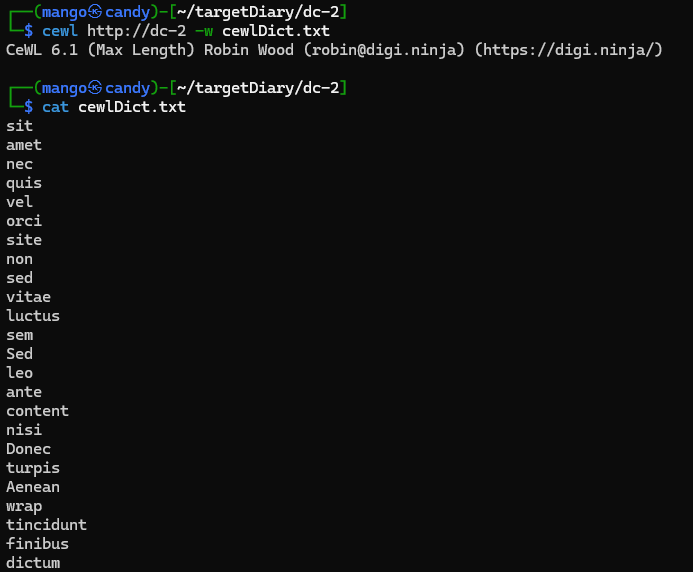 ┌──(mango㉿candy)-[~/targetDiary/dc-2]
└─$ cewl http://dc-2 -w cewlDict.txt
CeWL 6.1 (Max Length) Robin Wood (robin@digi.ninja) (https://digi.ninja/)
┌──(mango㉿candy)-[~/targetDiary/dc-2]
└─$ cat cewlDict.txt
sit
amet
nec
quis
vel
orci
site
non
sed
vitae
luctus
sem
Sed
leo
ante
content
nisi
Donec
turpis
Aenean
wrap
tincidunt
finibus
dictum